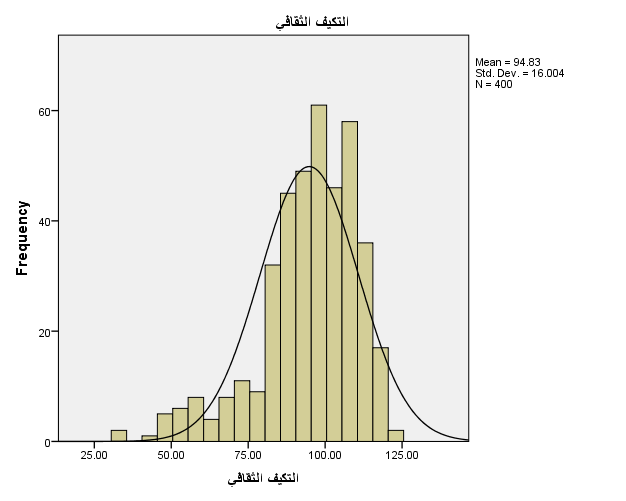 التكيف الثقافي
Mean = 94.83
Std. Dev. = 16.004
N = 400
Frequency
60
40
20
0
25.00 50.00 75.00 100.00 125.00
التكيف الثقافي